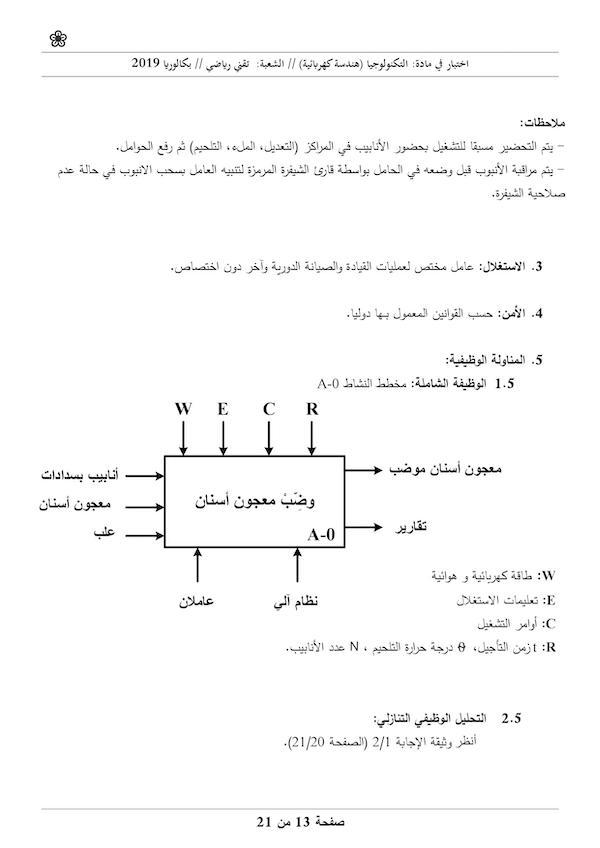 اختبار في مادة: التكنولوجيا (هندسة كهربائية) // الشعبة: تقني رياضي // بكالوريا 2019
ملاحظات:
– يتم التحضير مسبقا للتشغيل بحضور الأنابيب في المراكز (التعديل، الملء، التلحيم) ثم رفع الحوامل.
– يتم مراقبة الأنبوب قبل وضعه في الحامل بواسطة قارئ الشيفرة المرمزة لتنبيه العامل بسحب الانبوب في حالة عدم
صلاحية الشيفرة.
3. الاستغلال: عامل مختص لعمليات القيادة والصيانة الدورية وآخر دون اختصاص.
4. الأمن: حسب القوانين المعمول بها دوليا.
5. المناولة الوظيفية:
1.5 الوظيفة الشاملة: مخطط النشاط A-0
W E C R
أنابيب بسدادات
معجون أسنان
علب
وضِّبْ معجون أسنان
A-0
معجون أسنان موضب
تقارير
عاملان
نظام آلي
W: طاقة كهربائية و هوائية
E: تعليمات الاستغلال
C: أوامر التشغيل
R: t زمن التأجيل، θ درجة حرارة التلحيم ، N عدد الأنابيب.
2.5 التحليل الوظيفي التنازلي:
أنظر وثيقة الإجابة 2/1 (الصفحة 21/20).
صفحة 13 من 21